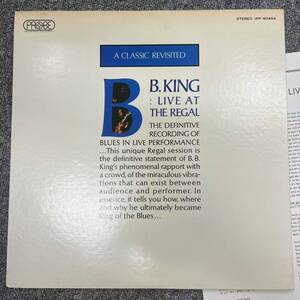 PROBE
STEREO IPP-80484
A CLASSIC REVISITED
B B.KING
: LIVE AT
THE REGAL
THE DEFINITIVE
RECORDING OF
BLUES IN LIVE PERFORMANCE
...This unique Regal session is
the definitive statement of B.B.
King's phenomenal rapport with
a crowd, of the miraculous vibra-
tions that can exist between
audience and performer. In
essence, it tells you how, where
and why he ultimately became
King of the Blues...
LIV